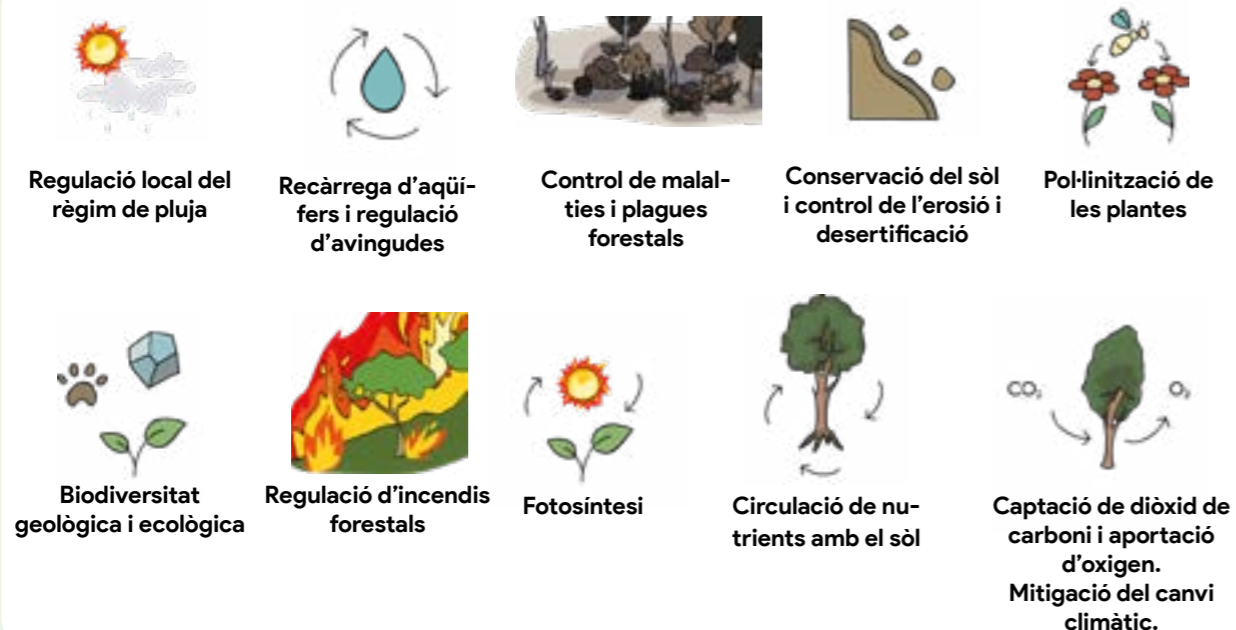 Regulació local del
règim de pluja
Recàrrega d'aqüí-
fers i regulació
d'avingudes
Control de malal-
ties i plagues
forestals
Conservació del sòl
i control de l'erosió i
desertificació
Pol·linització de
les plantes
Biodiversitat
geològica i ecològica
Regulació d'incendis
forestals
Fotosíntesi
Circulació de nu-
trients amb el sòl
CO₂
O₂
Captació de diòxid de
carboni i aportació
d'oxigen.
Mitigació del canvi
climàtic.